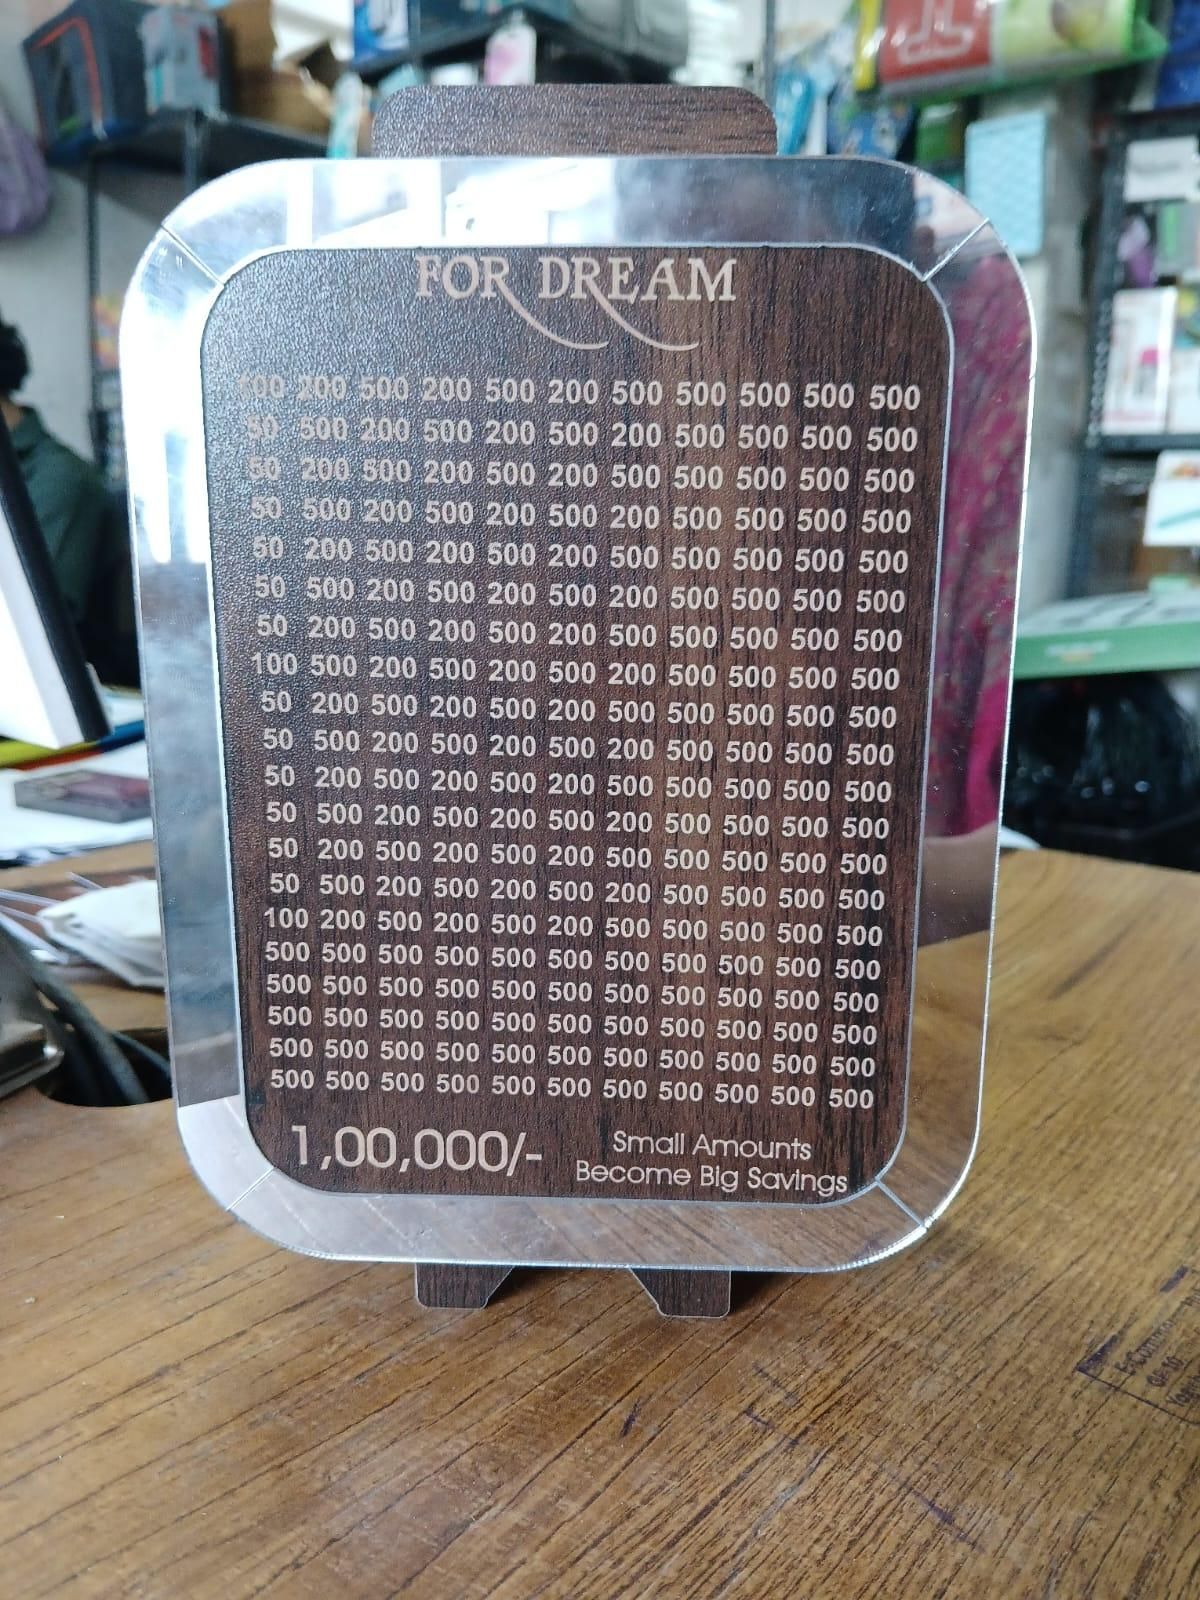 FOR DREAM
100 200 500 200 500 200 500 500 500 500 500
50 500 200 500 200 500 200 500 500 500 500
50 200 500 200 500 200 500 500 500 500 500
50 500 200 500 200 500 200 500 500 500 500
50 200 500 200 500 200 500 500 500 500 500
50 500 200 500 200 500 200 500 500 500 500
50 200 500 200 500 200 500 500 500 500 500
100 500 200 500 200 500 200 500 500 500 500
50 200 500 200 500 200 500 500 500 500 500
50 500 200 500 200 500 200 500 500 500 500
50 200 500 200 500 200 500 500 500 500 500
50 500 200 500 200 500 200 500 500 500 500
50 200 500 200 500 200 500 500 500 500 500
50 500 200 500 200 500 200 500 500 500 500
100 200 500 200 500 200 500 500 500 500 500
500 500 500 500 500 500 500 500 500 500 500
500 500 500 500 500 500 500 500 500 500 500
500 500 500 500 500 500 500 500 500 500 500
500 500 500 500 500 500 500 500 500 500 500
500 500 500 500 500 500 500 500 500 500 500
1,00,000/-
Small Amounts
Become Big Savings